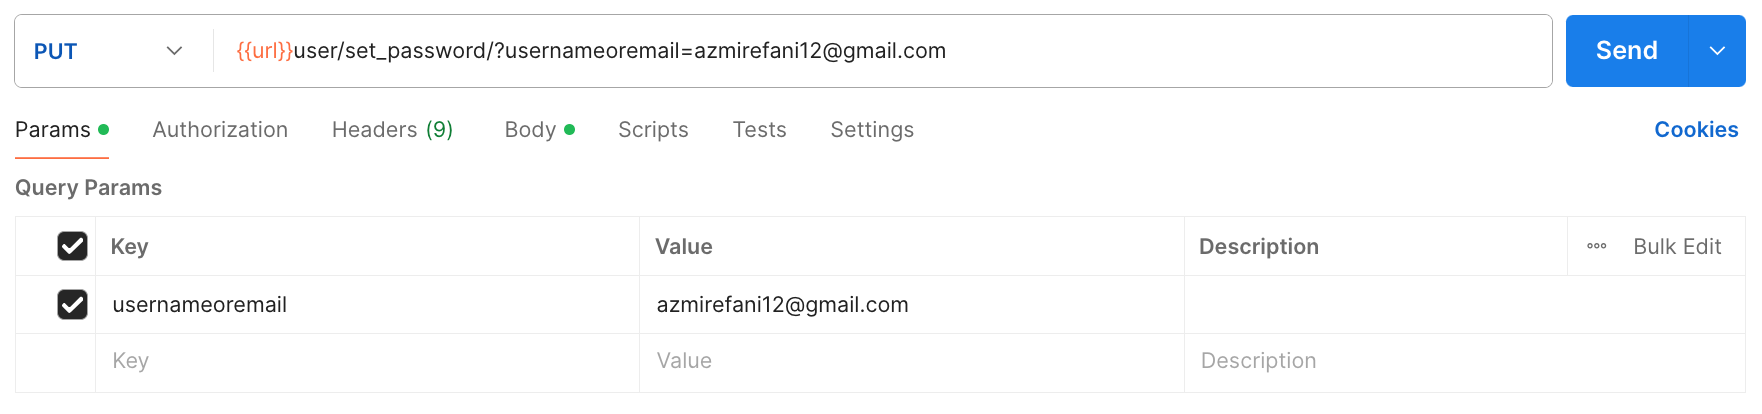 PUT {{url}}user/set_password/?usernameoremail=azmirefani12@gmail.com Send
Params Authorization Headers (9) Body Scripts Tests Settings Cookies
Query Params
Key Value Description Bulk Edit
usernameoremail azmirefani12@gmail.com
Key Value Description